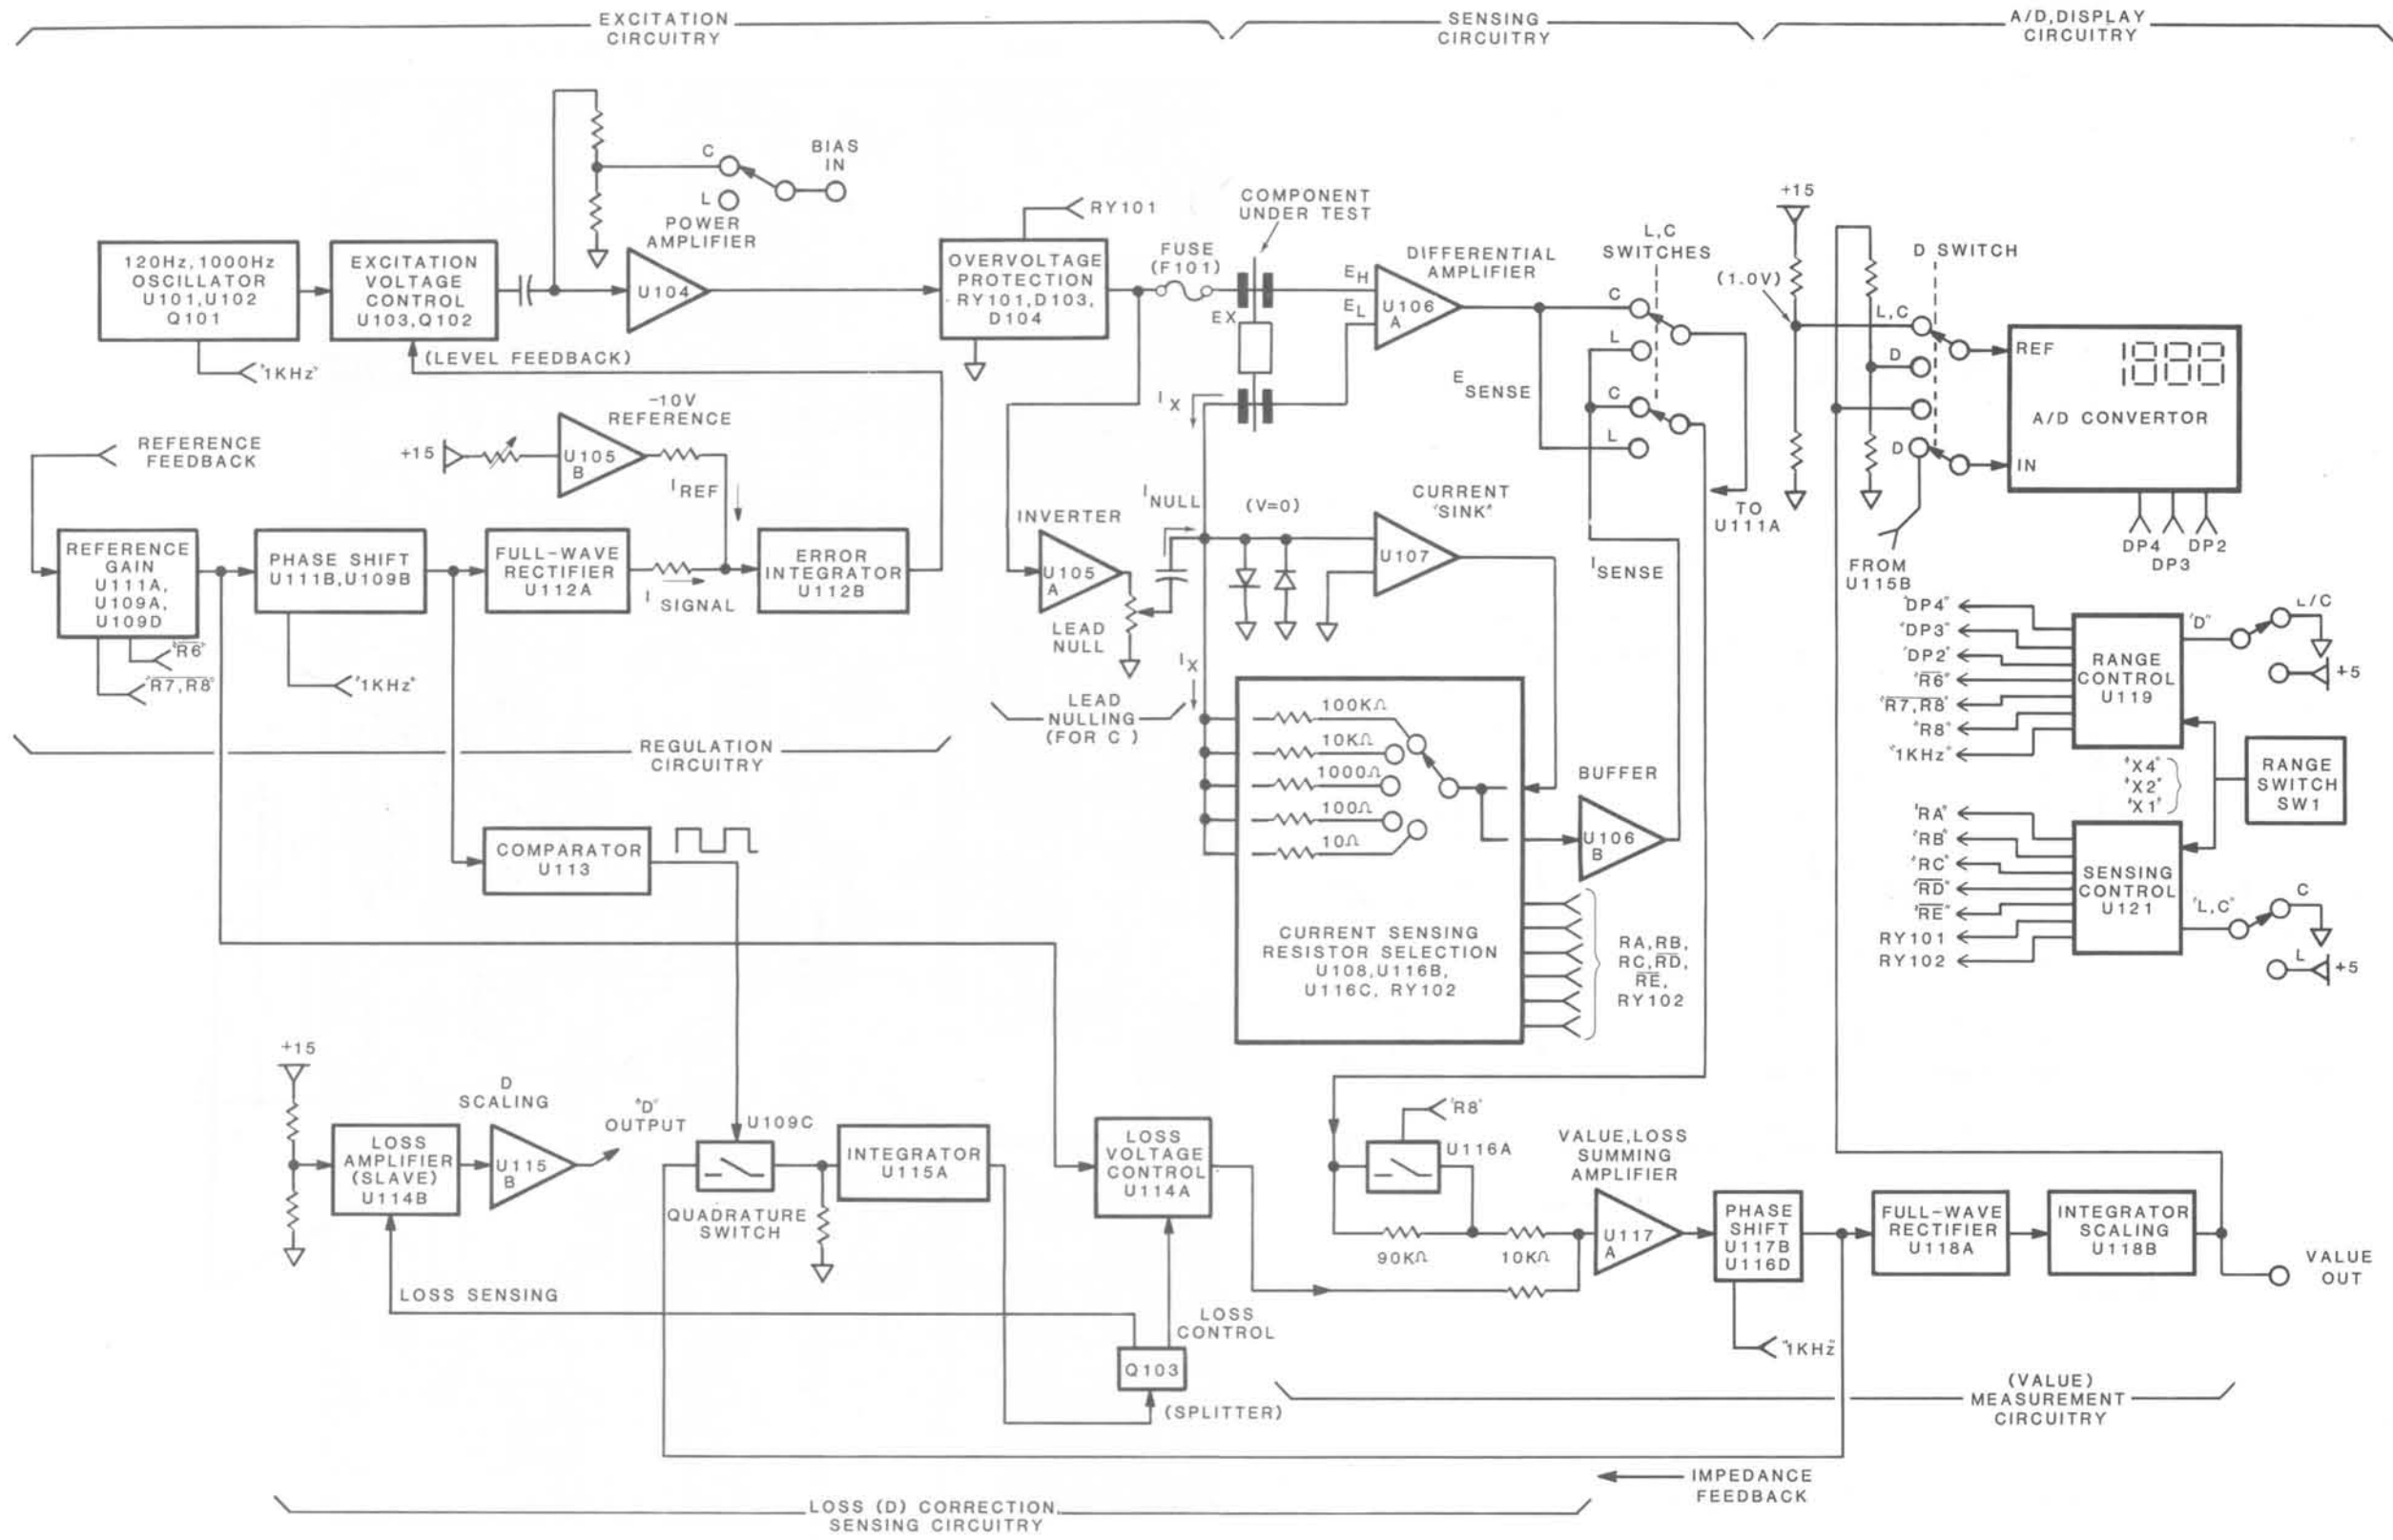 EXCITATION
CIRCUITRY
SENSING
CIRCUITRY
A/D,DISPLAY
CIRCUITRY
C
BIAS
IN
L
POWER
AMPLIFIER
120Hz,1000Hz
OSCILLATOR
U101,U102
Q101
"1KHz"
EXCITATION
VOLTAGE
CONTROL
U103,Q102
(LEVEL FEEDBACK)
U104
OVERVOLTAGE
PROTECTION
RY101,D103,
D104
RY101
FUSE
(F101)
COMPONENT
UNDER TEST
EX
EH
EL
U106
A
DIFFERENTIAL
AMPLIFIER
L,C
SWITCHES
C
L
C
L
E SENSE
TO
U111A
+15
(1.0V)
D SWITCH
L,C
D
D
REF
1888
A/D CONVERTOR
IN
DP4
DP3
DP2
FROM
U115B
REFERENCE
FEEDBACK
+15
-10V
REFERENCE
U105
B
I REF
REFERENCE
GAIN
U111A,
U109A,
U109D
"R6"
"R7,R8"
PHASE SHIFT
U111B,U109B
"1KHz"
FULL-WAVE
RECTIFIER
U112A
I SIGNAL
ERROR
INTEGRATOR
U112B
REGULATION
CIRCUITRY
INVERTER
U105
A
LEAD
NULL
LEAD
NULLING
(FOR C )
IX
I NULL
(V=0)
CURRENT
"SINK"
U107
I SENSE
IX
100KΩ
10KΩ
1000Ω
100Ω
10Ω
CURRENT SENSING
RESISTOR SELECTION
U108,U116B,
U116C, RY102
BUFFER
U106
B
RA,RB,
RC,RD,
RE,
RY102
"DP4"
"DP3"
"DP2"
"R6"
"R7,R8"
"R8"
"1KHz"
RANGE
CONTROL
U119
"D"
L/C
+5
"X4"
"X2"
"X1"
RANGE
SWITCH
SW1
"RA"
"RB"
"RC"
"RD"
"RE"
RY101
RY102
SENSING
CONTROL
U121
"L,C"
C
L
+5
COMPARATOR
U113
+15
LOSS
AMPLIFIER
(SLAVE)
U114B
D
SCALING
U115
B
"D"
OUTPUT
U109C
QUADRATURE
SWITCH
INTEGRATOR
U115A
LOSS
VOLTAGE
CONTROL
U114A
LOSS SENSING
LOSS
CONTROL
Q103
(SPLITTER)
"R8"
U116A
90KΩ
10KΩ
VALUE,LOSS
SUMMING
AMPLIFIER
U117
A
PHASE
SHIFT
U117B
U116D
"1KHz"
FULL-WAVE
RECTIFIER
U118A
INTEGRATOR
SCALING
U118B
VALUE
OUT
(VALUE)
MEASUREMENT
CIRCUITRY
IMPEDANCE
FEEDBACK
LOSS (D) CORRECTION,
SENSING CIRCUITRY